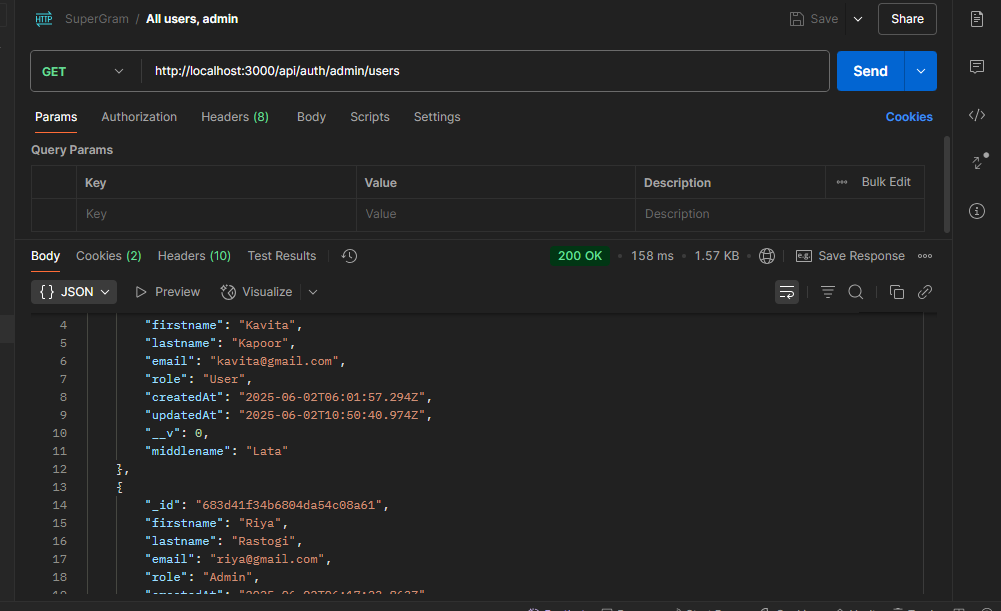 HTTP SuperGram / All users, admin Save Share
GET http://localhost:3000/api/auth/admin/users Send
Params Authorization Headers (8) Body Scripts Settings Cookies
Query Params
Key Value Description Bulk Edit
Key Value Description
Body Cookies (2) Headers (10) Test Results 200 OK 158 ms 1.57 KB e.g. Save Response
{} JSON Preview Visualize
4 "firstname": "Kavita",
5 "lastname": "Kapoor",
6 "email": "kavita@gmail.com",
7 "role": "User",
8 "createdAt": "2025-06-02T06:01:57.294Z",
9 "updatedAt": "2025-06-02T10:50:40.974Z",
10 "__v": 0,
11 "middlename": "Lata"
12 },
13 {
14 "_id": "683d41f34b6804da54c08a61",
15 "firstname": "Riya",
16 "lastname": "Rastogi",
17 "email": "riya@gmail.com",
18 "role": "Admin",